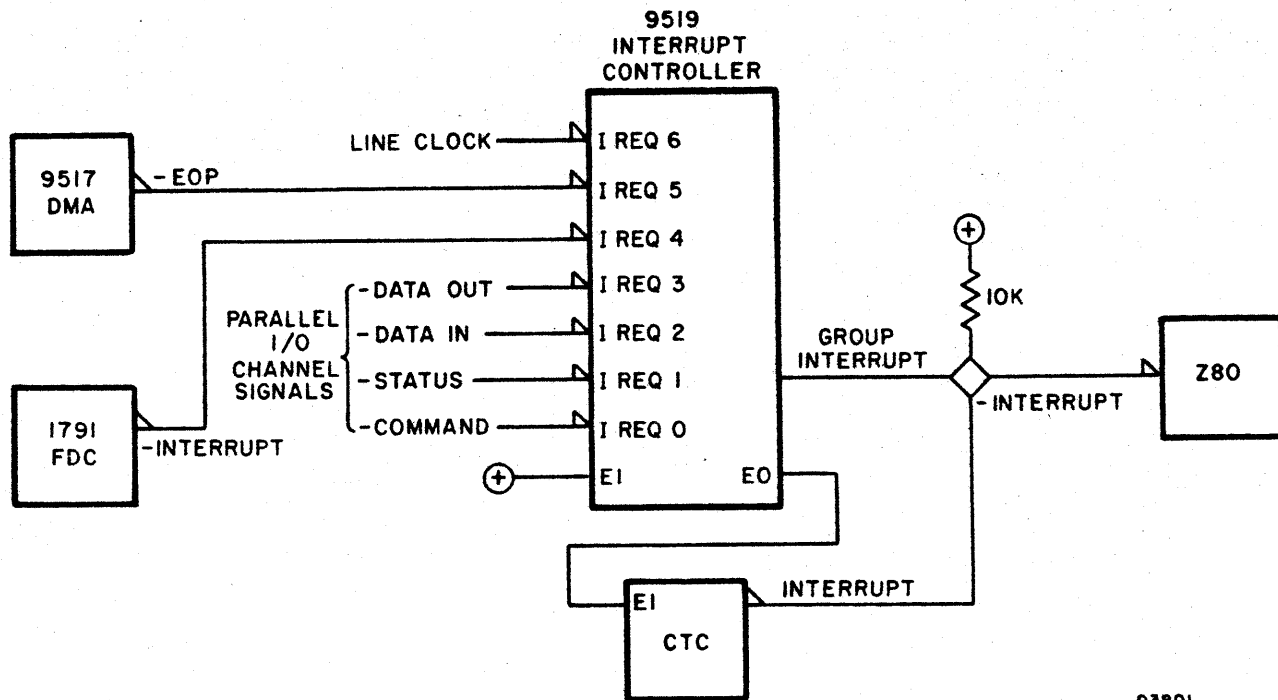 9519
INTERRUPT
CONTROLLER
LINE CLOCK
I REQ 6
9517
DMA
-EOP
I REQ 5
I REQ 4
PARALLEL
I/O
CHANNEL
SIGNALS
-DATA OUT
I REQ 3
-DATA IN
I REQ 2
-STATUS
I REQ 1
-COMMAND
I REQ 0
1791
FDC
-INTERRUPT
+
EI
EO
GROUP
INTERRUPT
+
10K
-INTERRUPT
Z80
EI
CTC
INTERRUPT